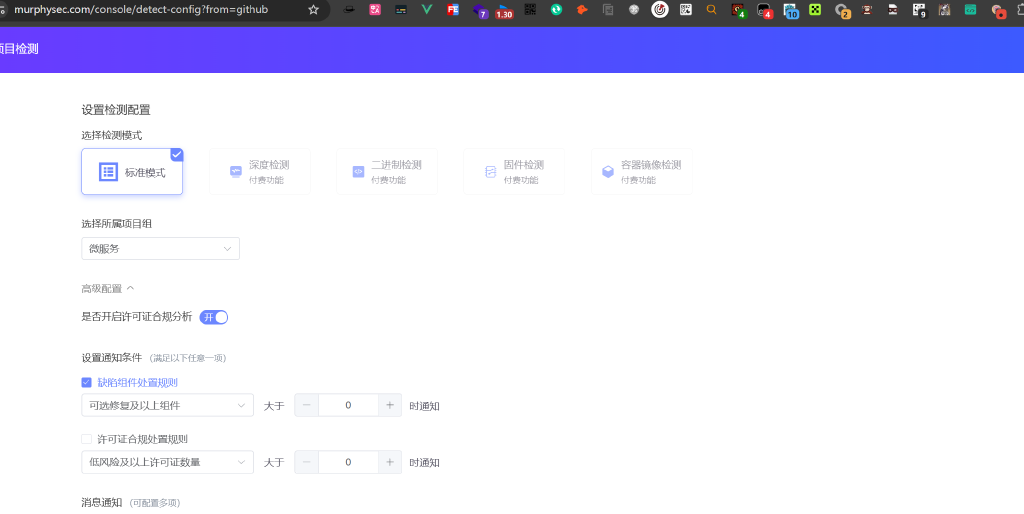 murphysec.com/console/detect-config?from=github
7
1.30
4
4
10
2
9
项目检测
设置检测配置
选择检测模式
标准模式
深度检测
付费功能
二进制检测
付费功能
固件检测
付费功能
容器镜像检测
付费功能
选择所属项目组
微服务
高级配置
是否开启许可证合规分析 开
设置通知条件 (满足以下任意一项)
缺陷组件处置规则
可选修复及以上组件 大于 － 0 + 时通知
许可证合规处置规则
低风险及以上许可证数量 大于 － 0 + 时通知
消息通知 (可配置多项)